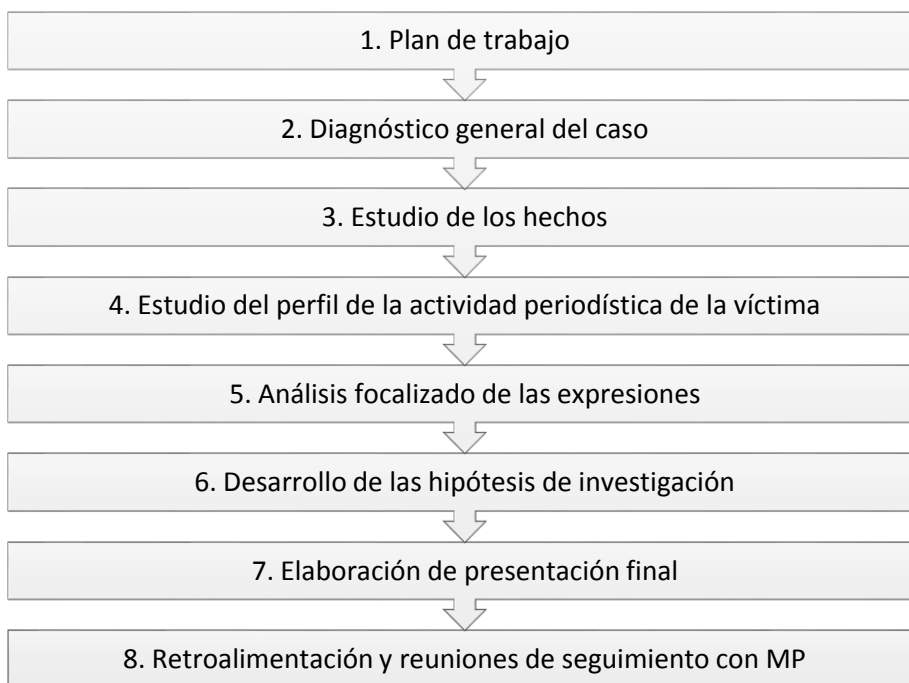 1. Plan de trabajo
2. Diagnóstico general del caso
3. Estudio de los hechos
4. Estudio del perfil de la actividad periodística de la víctima
5. Análisis focalizado de las expresiones
6. Desarrollo de las hipótesis de investigación
7. Elaboración de presentación final
8. Retroalimentación y reuniones de seguimiento con MP